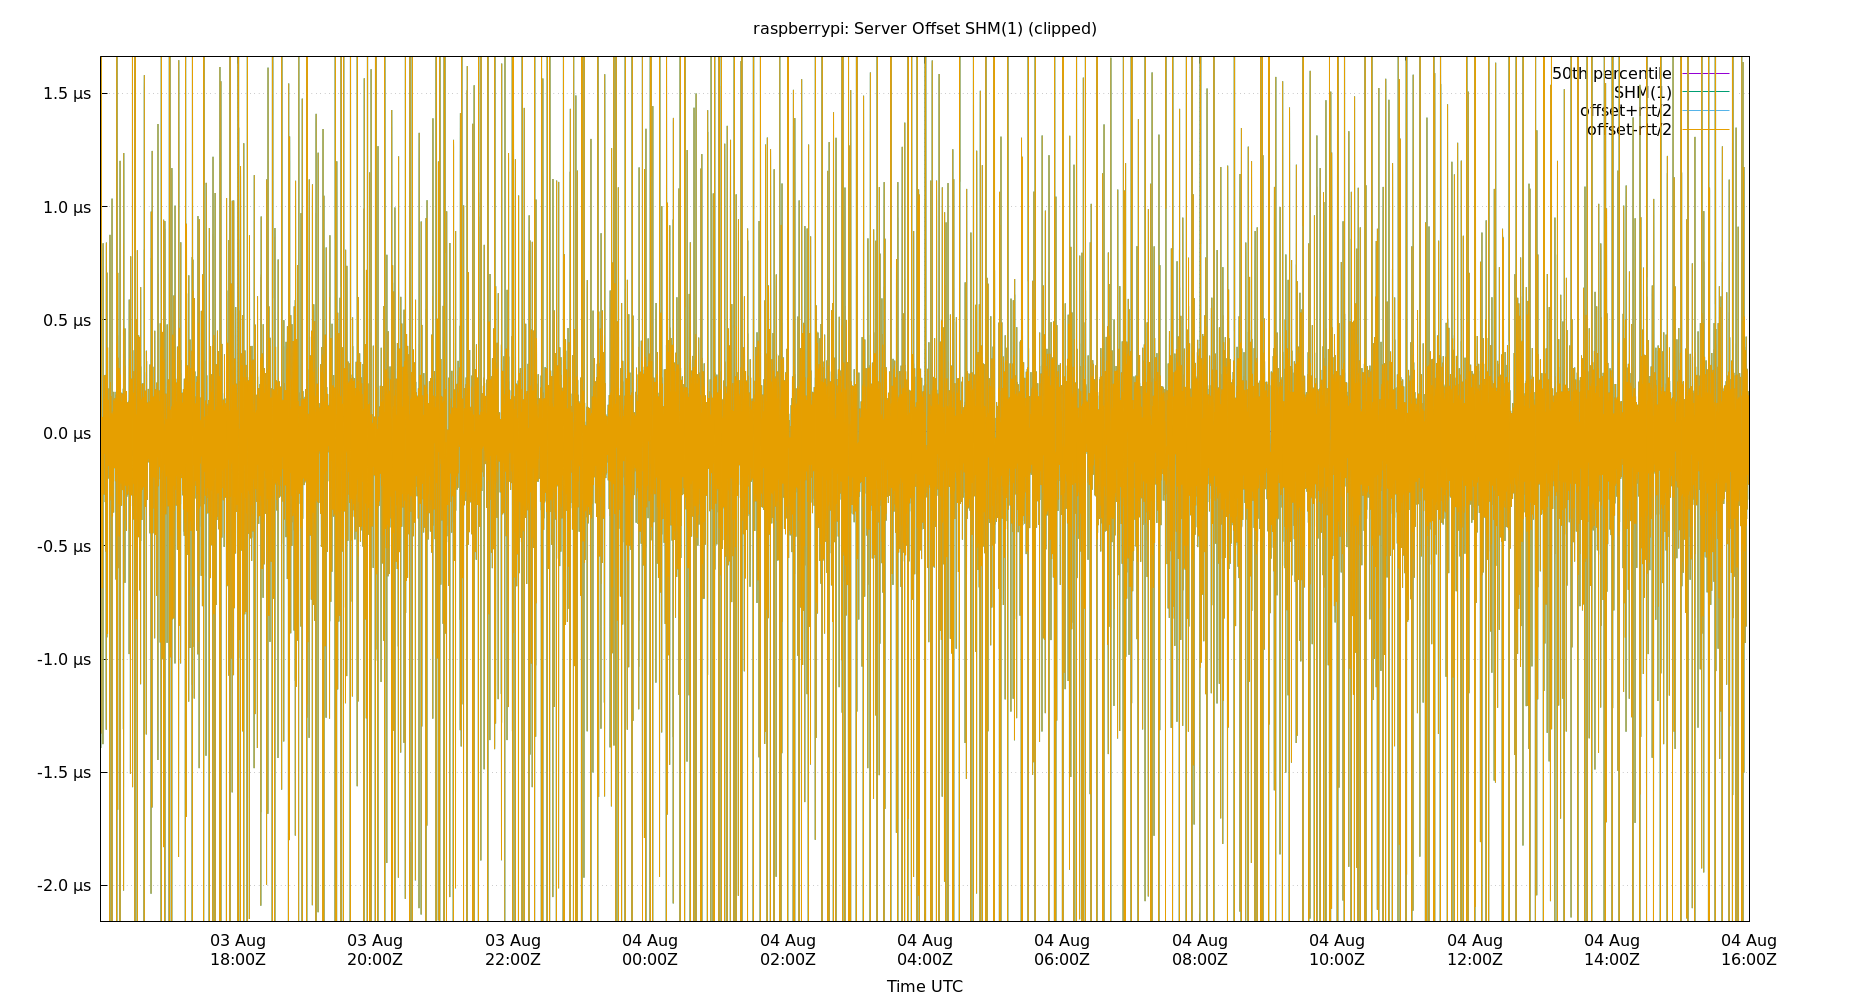 raspberrypi: Server Offset SHM(1) (clipped)
50th percentile
SHM(1)
offset+rtt/2
offset-rtt/2
1.5 µs
1.0 µs
0.5 µs
0.0 µs
-0.5 µs
-1.0 µs
-1.5 µs
-2.0 µs
03 Aug 03 Aug 03 Aug 04 Aug 04 Aug 04 Aug 04 Aug 04 Aug 04 Aug 04 Aug 04 Aug 04 Aug
18:00Z 20:00Z 22:00Z 00:00Z 02:00Z 04:00Z 06:00Z 08:00Z 10:00Z 12:00Z 14:00Z 16:00Z
Time UTC